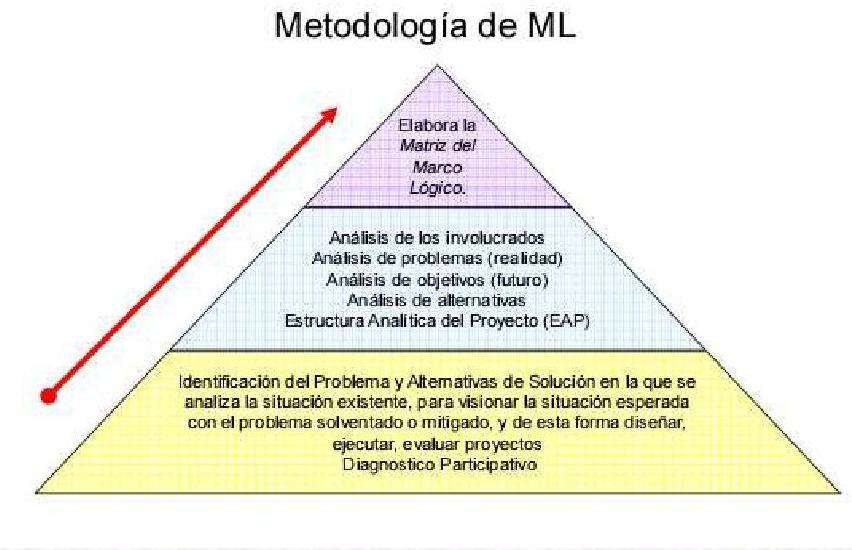 Metodología de ML
Elabora la
Matriz del
Marco
Lógico.
Análisis de los involucrados
Análisis de problemas (realidad)
Análisis de objetivos (futuro)
Análisis de alternativas
Estructura Analítica del Proyecto (EAP)
Identificación del Problema y Alternativas de Solución en la que se
analiza la situación existente, para visionar la situación esperada
con el problema solventado o mitigado, y de esta forma diseñar,
ejecutar, evaluar proyectos
Diagnostico Participativo